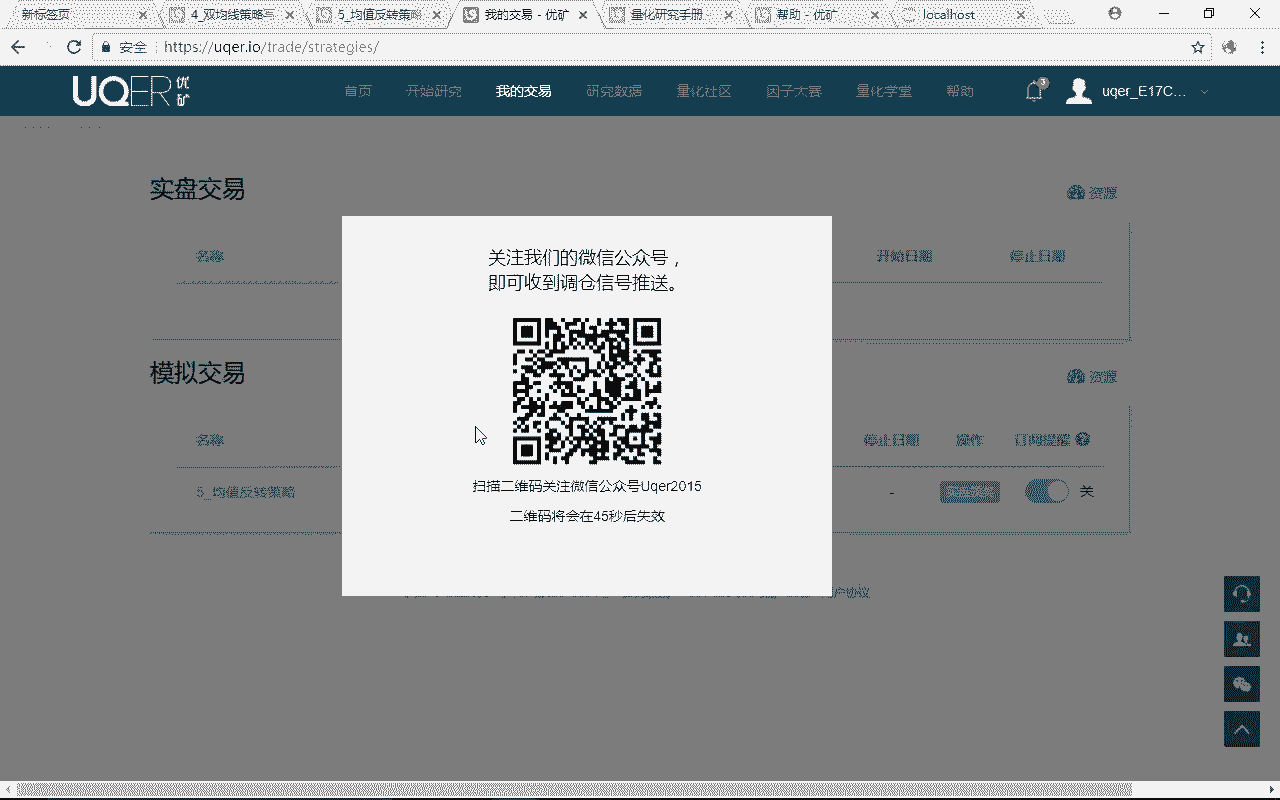 新标签页
4_双均线策略写
5_均值反转策略
我的交易 - 优矿
量化研究手册
帮助 - 优矿
localhost
安全
https://uqer.io/trade/strategies/
UQER 优矿
首页
开始研究
我的交易
研究数据
量化社区
因子大赛
量化学堂
帮助
3
uqer_E17C...
实盘交易
资源
名称
开始日期
停止日期
关注我们的微信公众号，
即可收到调仓信号推送。
扫描二维码关注微信公众号Uqer2015
二维码将会在45秒后失效
模拟交易
资源
名称
停止日期
操作
订阅提醒
5_均值反转策略
-
关
户协议